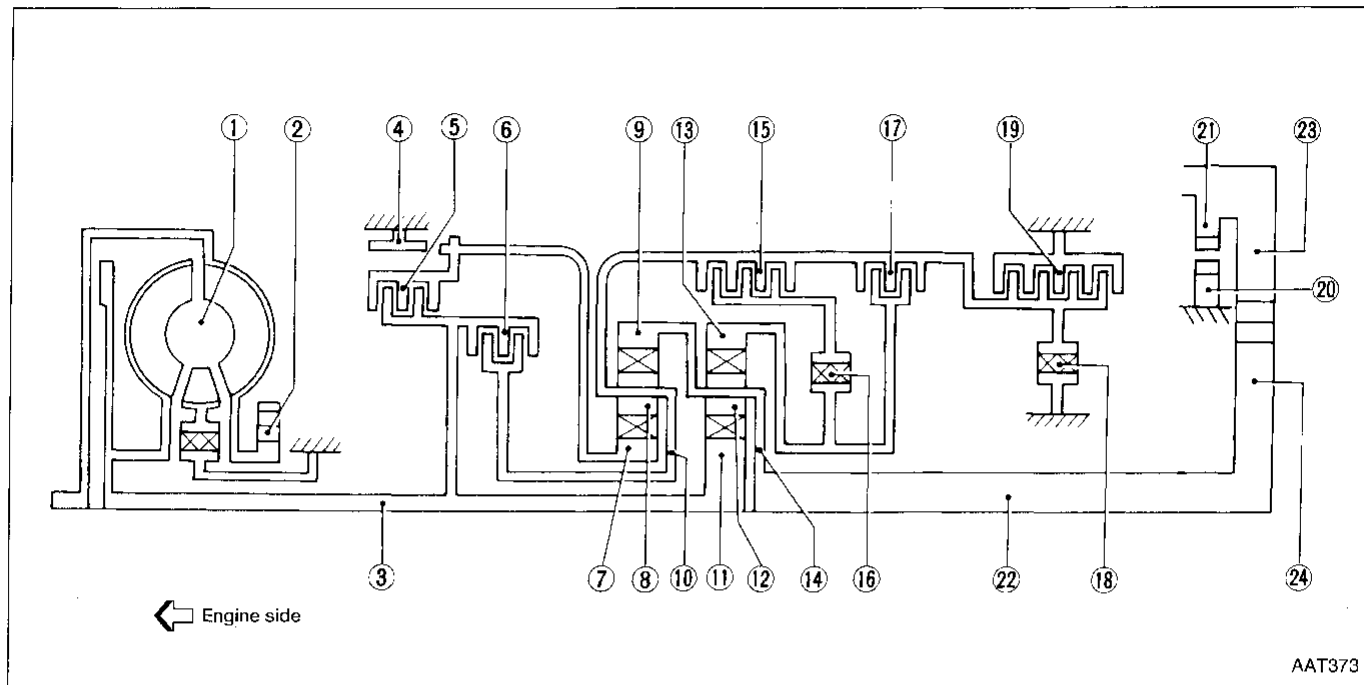 ① ② ④ ⑤ ⑥ ⑨ ⑬ ⑮ ⑰ ⑲ ㉑ ㉓
⑳
③ ⑦ ⑧ ⑩ ⑪ ⑫ ⑭ ⑯ ㉒ ⑱ ㉔
Engine side
AAT373